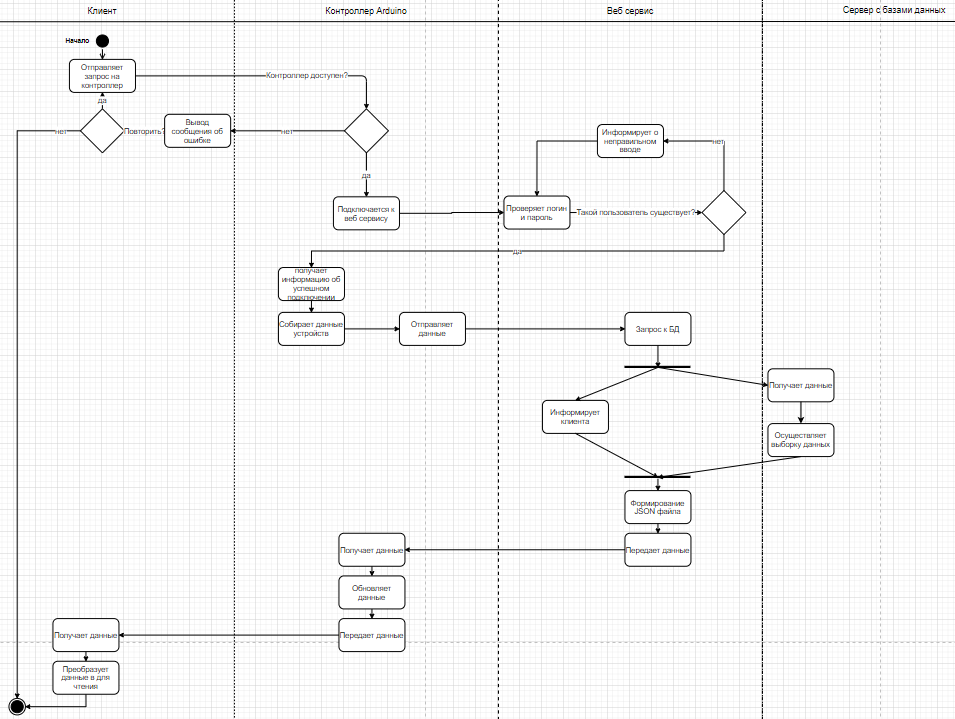 Клиент
Контроллер Arduino
Веб сервис
Сервер с базами данных
Начало
Отправляет
запрос на
контроллер
Контроллер доступен?
да
нет
Повторить?
Вывод
сообщения об
ошибке
нет
да
Подключается к
веб сервису
Информирует о
неправильном
вводе
нет
Проверяет логин
и пароль
Такой пользователь существует?
да
получает
информацию об
успешном
подключении
Собирает данные
устройств
Отправляет
данные
Запрос к БД
Получает данные
Информирует
клиента
Осуществляет
выборку данных
Формирование
JSON файла
Получает данные
Передает данные
Обновляет
данные
Получает данные
Передает данные
Преобразует
данные в для
чтения